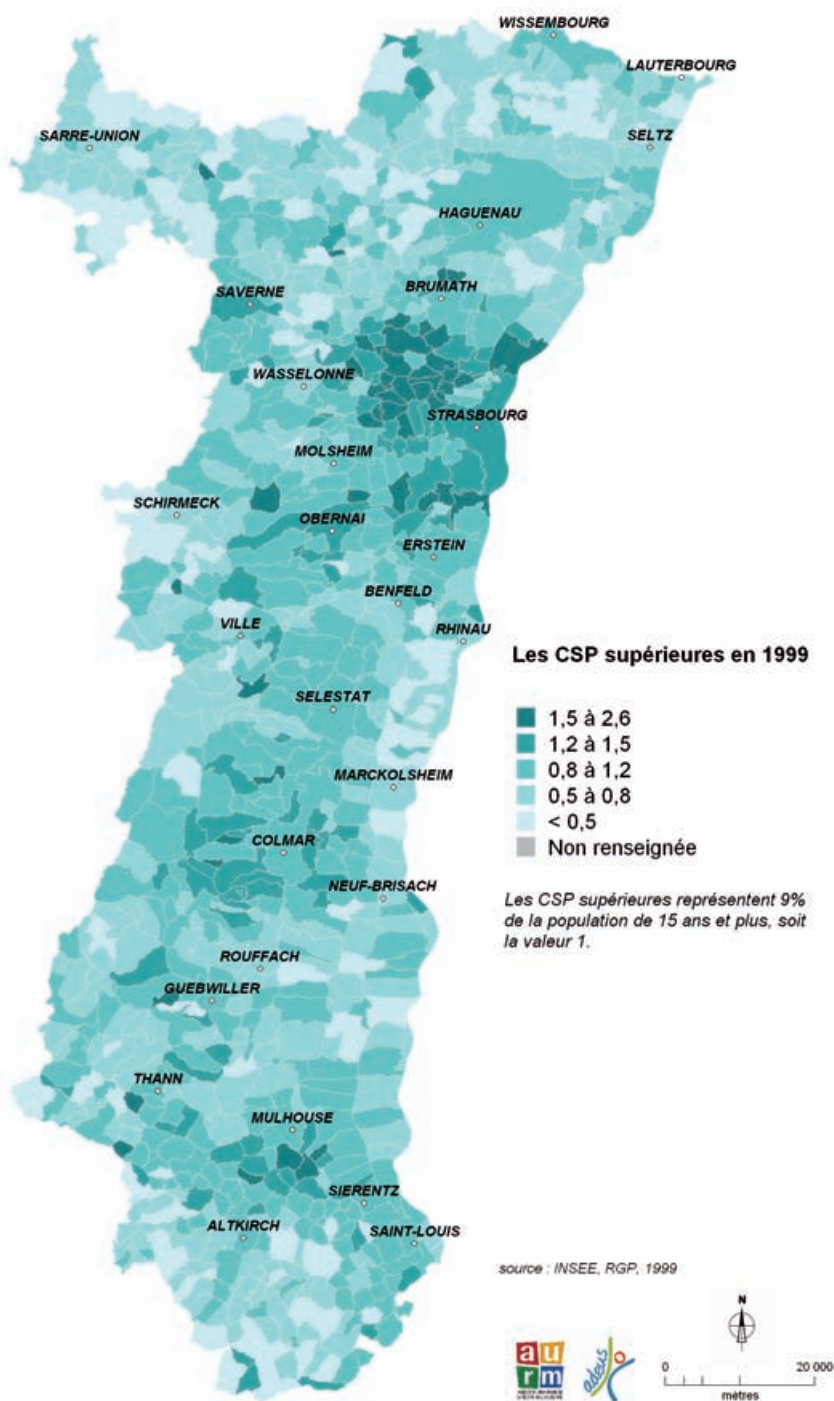 WISSEMBOURG
LAUTERBOURG
SARRE-UNION
SELTZ
HAGUENAU
SAVERNE
BRUMATH
WASSELONNE
STRASBOURG
MOLSHEIM
SCHIRMECK
OBERNAI
ERSTEIN
BENFELD
VILLE
RHINAU
SELESTAT
MARCKOLSHEIM
COLMAR
NEUF-BRISACH
ROUFFACH
GUEBWILLER
THANN
MULHOUSE
SIERENTZ
ALTKIRCH
SAINT-LOUIS
Les CSP supérieures en 1999
1,5 à 2,6
1,2 à 1,5
0,8 à 1,2
0,5 à 0,8
< 0,5
Non renseignée
Les CSP supérieures représentent 9%
de la population de 15 ans et plus, soit
la valeur 1.
source : INSEE, RGP, 1999
N
au
rm
adeus
0 20 000
mètres